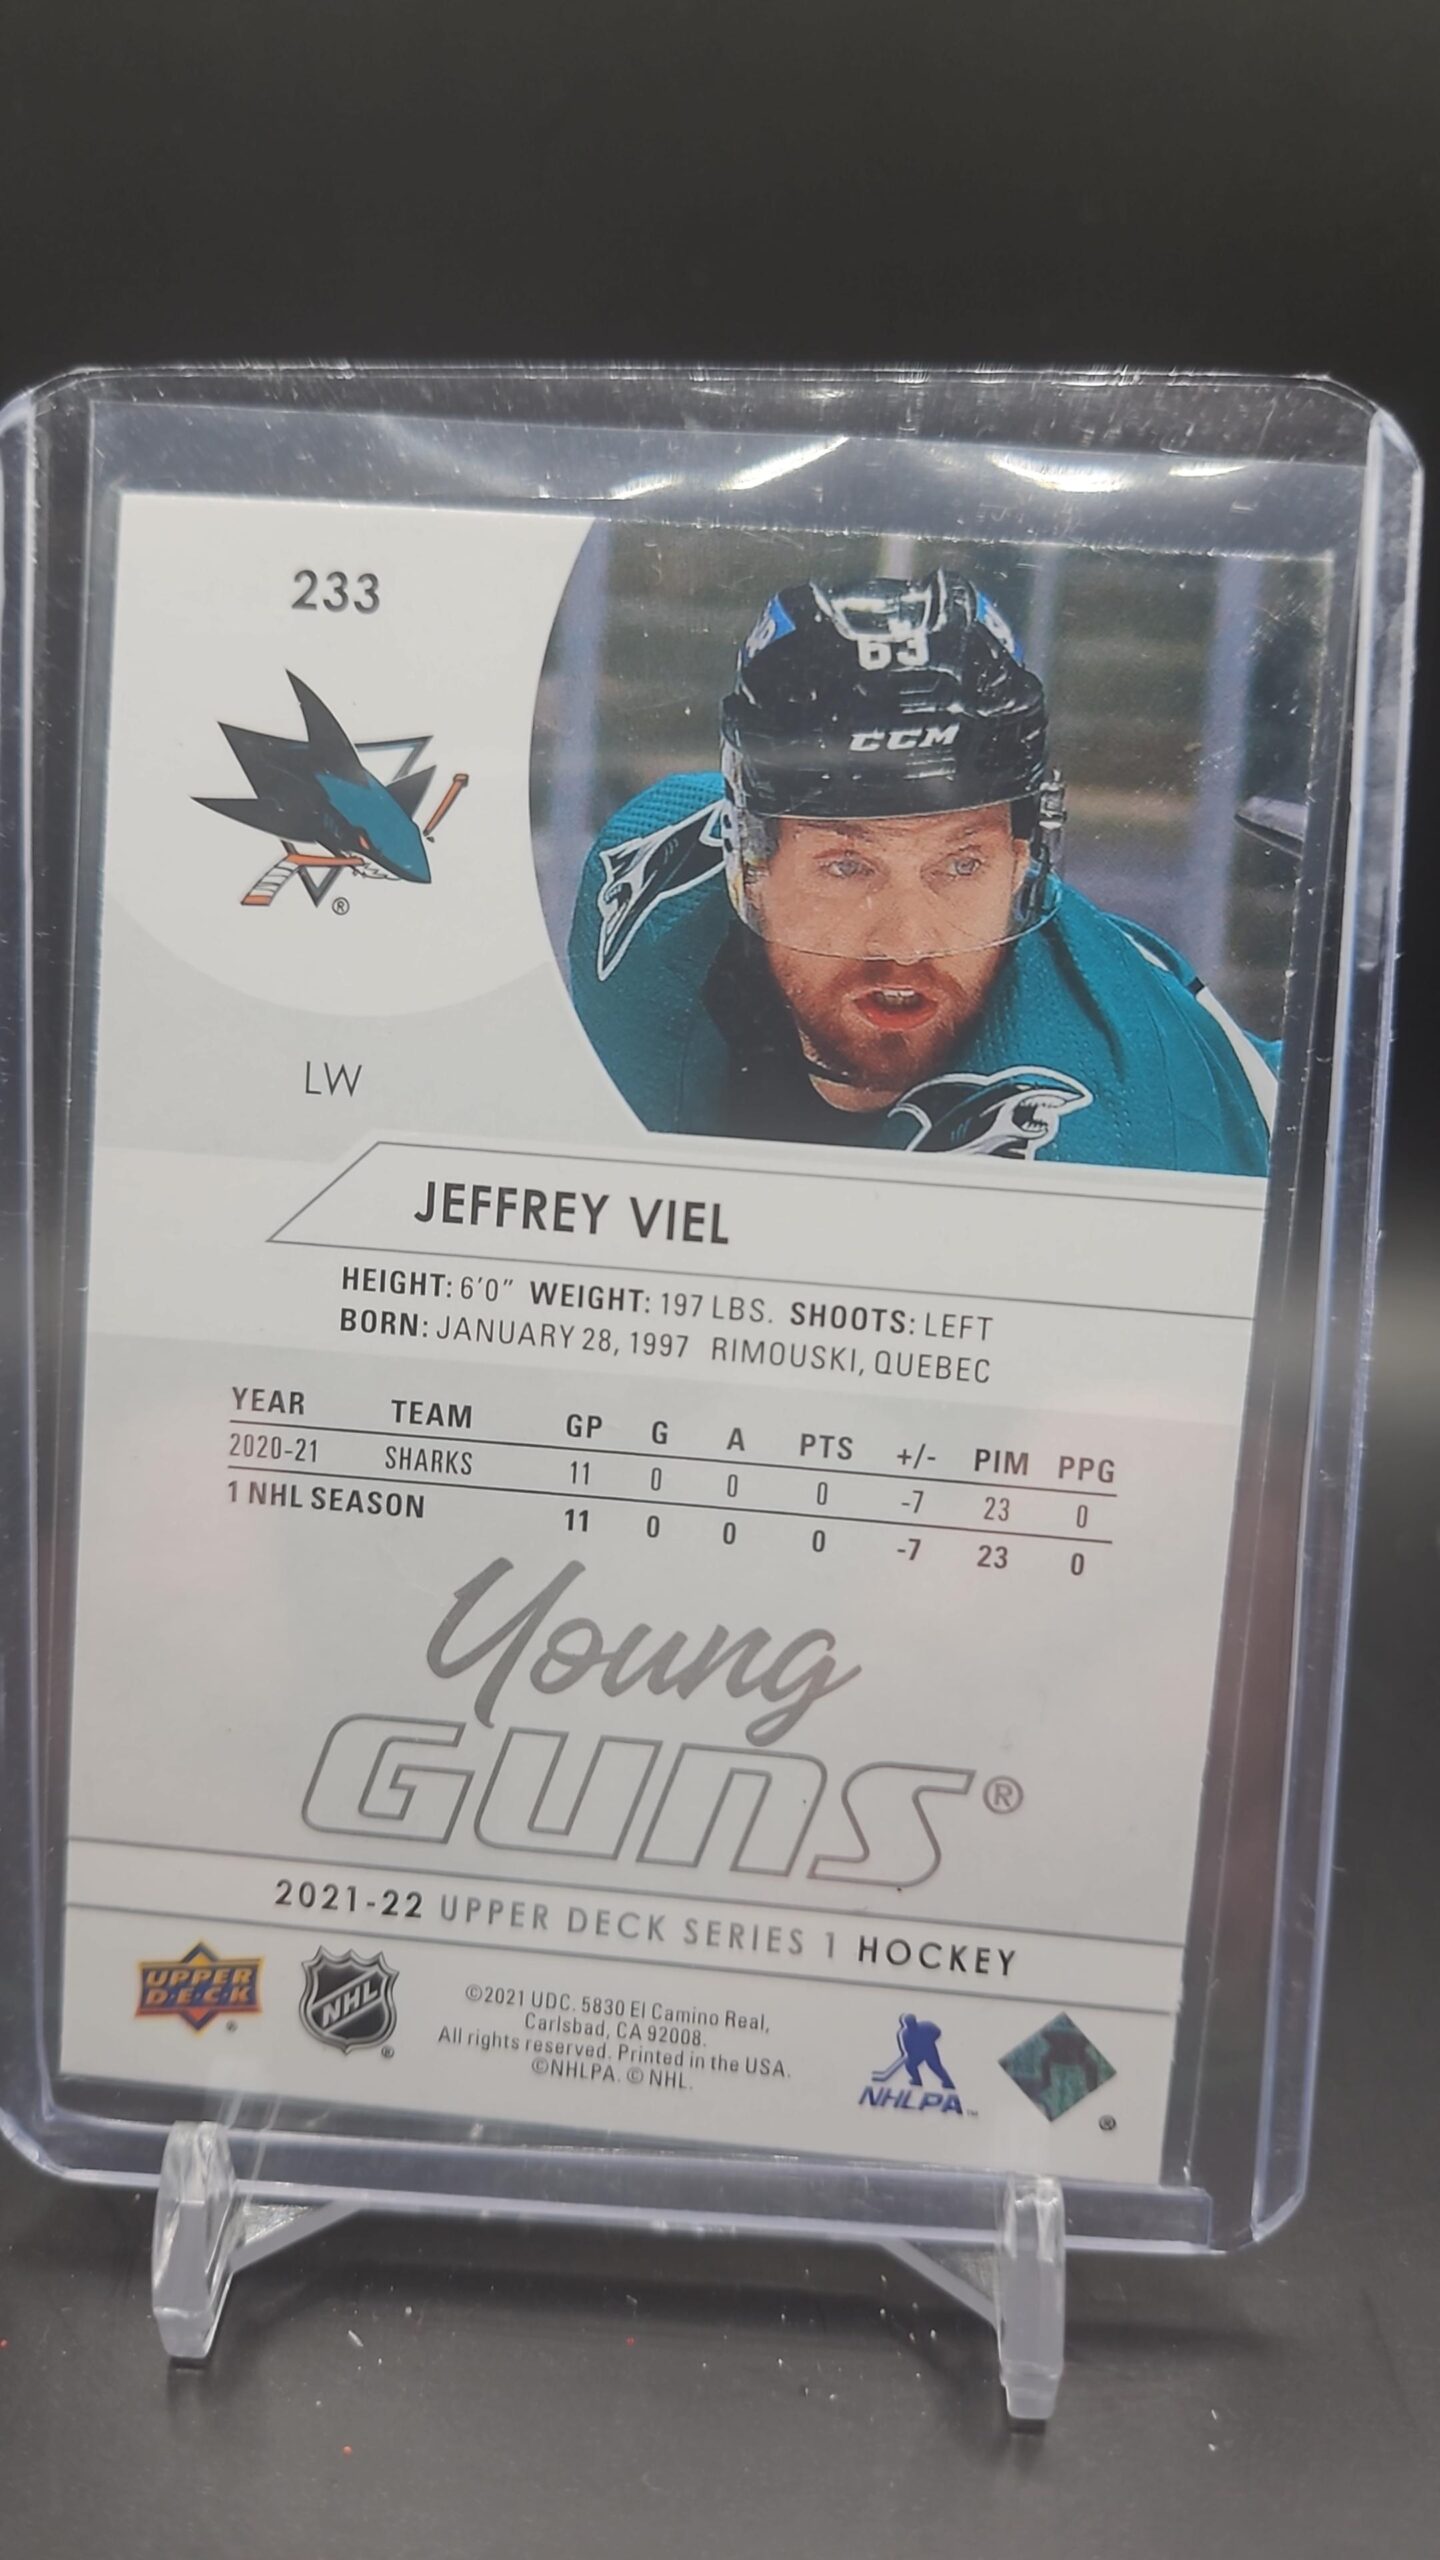 233
63
CCM
®
LW
JEFFREY VIEL
HEIGHT: 6'0" WEIGHT: 197 LBS. SHOOTS: LEFT
BORN: JANUARY 28, 1997 RIMOUSKI, QUEBEC
YEAR TEAM GP G A PTS +/- PIM PPG
2020-21 SHARKS 11 0 0 0 -7 23 0
1 NHL SEASON 11 0 0 0 -7 23 0
Young
GUNS®
2021-22 UPPER DECK SERIES 1 HOCKEY
UPPER
D·E·C·K
®
NHL
®
©2021 UDC. 5830 El Camino Real,
Carlsbad, CA 92008.
All rights reserved. Printed in the USA.
©NHLPA. © NHL.
NHLPA™
®